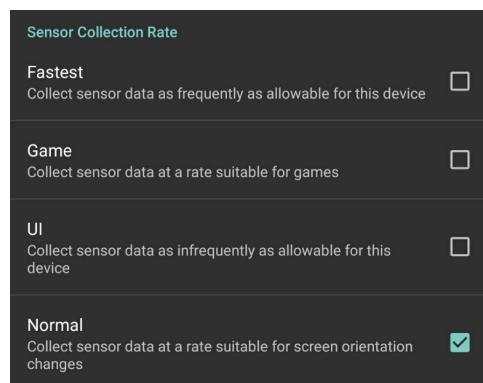 Sensor Collection Rate
Fastest
Collect sensor data as frequently as allowable for this device
Game
Collect sensor data at a rate suitable for games
UI
Collect sensor data as infrequently as allowable for this
device
Normal
Collect sensor data at a rate suitable for screen orientation
changes